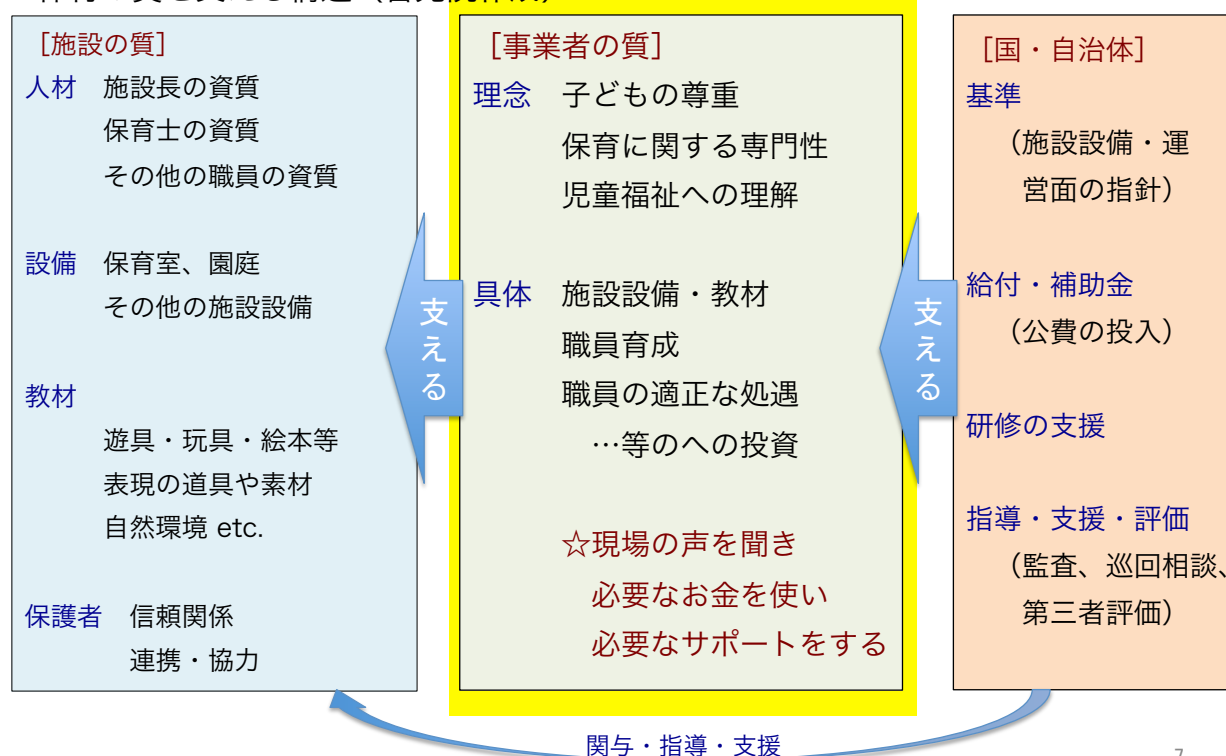 ［施設の質］
人材 施設長の資質
保育士の資質
その他の職員の資質
設備 保育室、園庭
その他の施設設備
教材
遊具・玩具・絵本等
表現の道具や素材
自然環境 etc.
保護者 信頼関係
連携・協力
支える
［事業者の質］
理念 子どもの尊重
保育に関する専門性
児童福祉への理解
具体 施設設備・教材
職員育成
職員の適正な処遇
…等のへの投資
☆現場の声を聞き
必要なお金を使い
必要なサポートをする
支える
［国・自治体］
基準
（施設設備・運
営面の指針）
給付・補助金
（公費の投入）
研修の支援
指導・支援・評価
（監査、巡回相談、
第三者評価）
関与・指導・支援
7